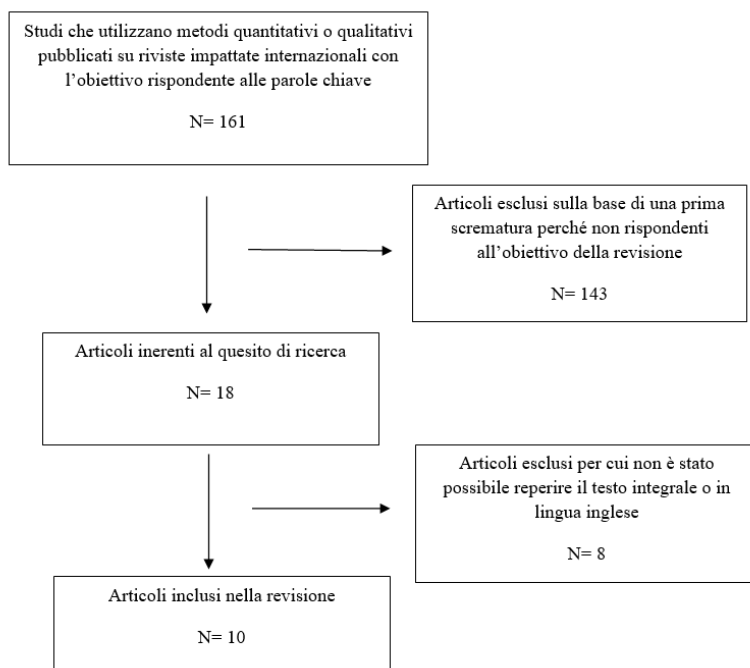 Studi che utilizzano metodi quantitativi o qualitativi
pubblicati su riviste impattate internazionali con
l'obiettivo rispondente alle parole chiave
N= 161
Articoli esclusi sulla base di una prima
scrematura perché non rispondenti
all'obiettivo della revisione
N= 143
Articoli inerenti al quesito di ricerca
N= 18
Articoli esclusi per cui non è stato
possibile reperire il testo integrale o in
lingua inglese
N= 8
Articoli inclusi nella revisione
N= 10